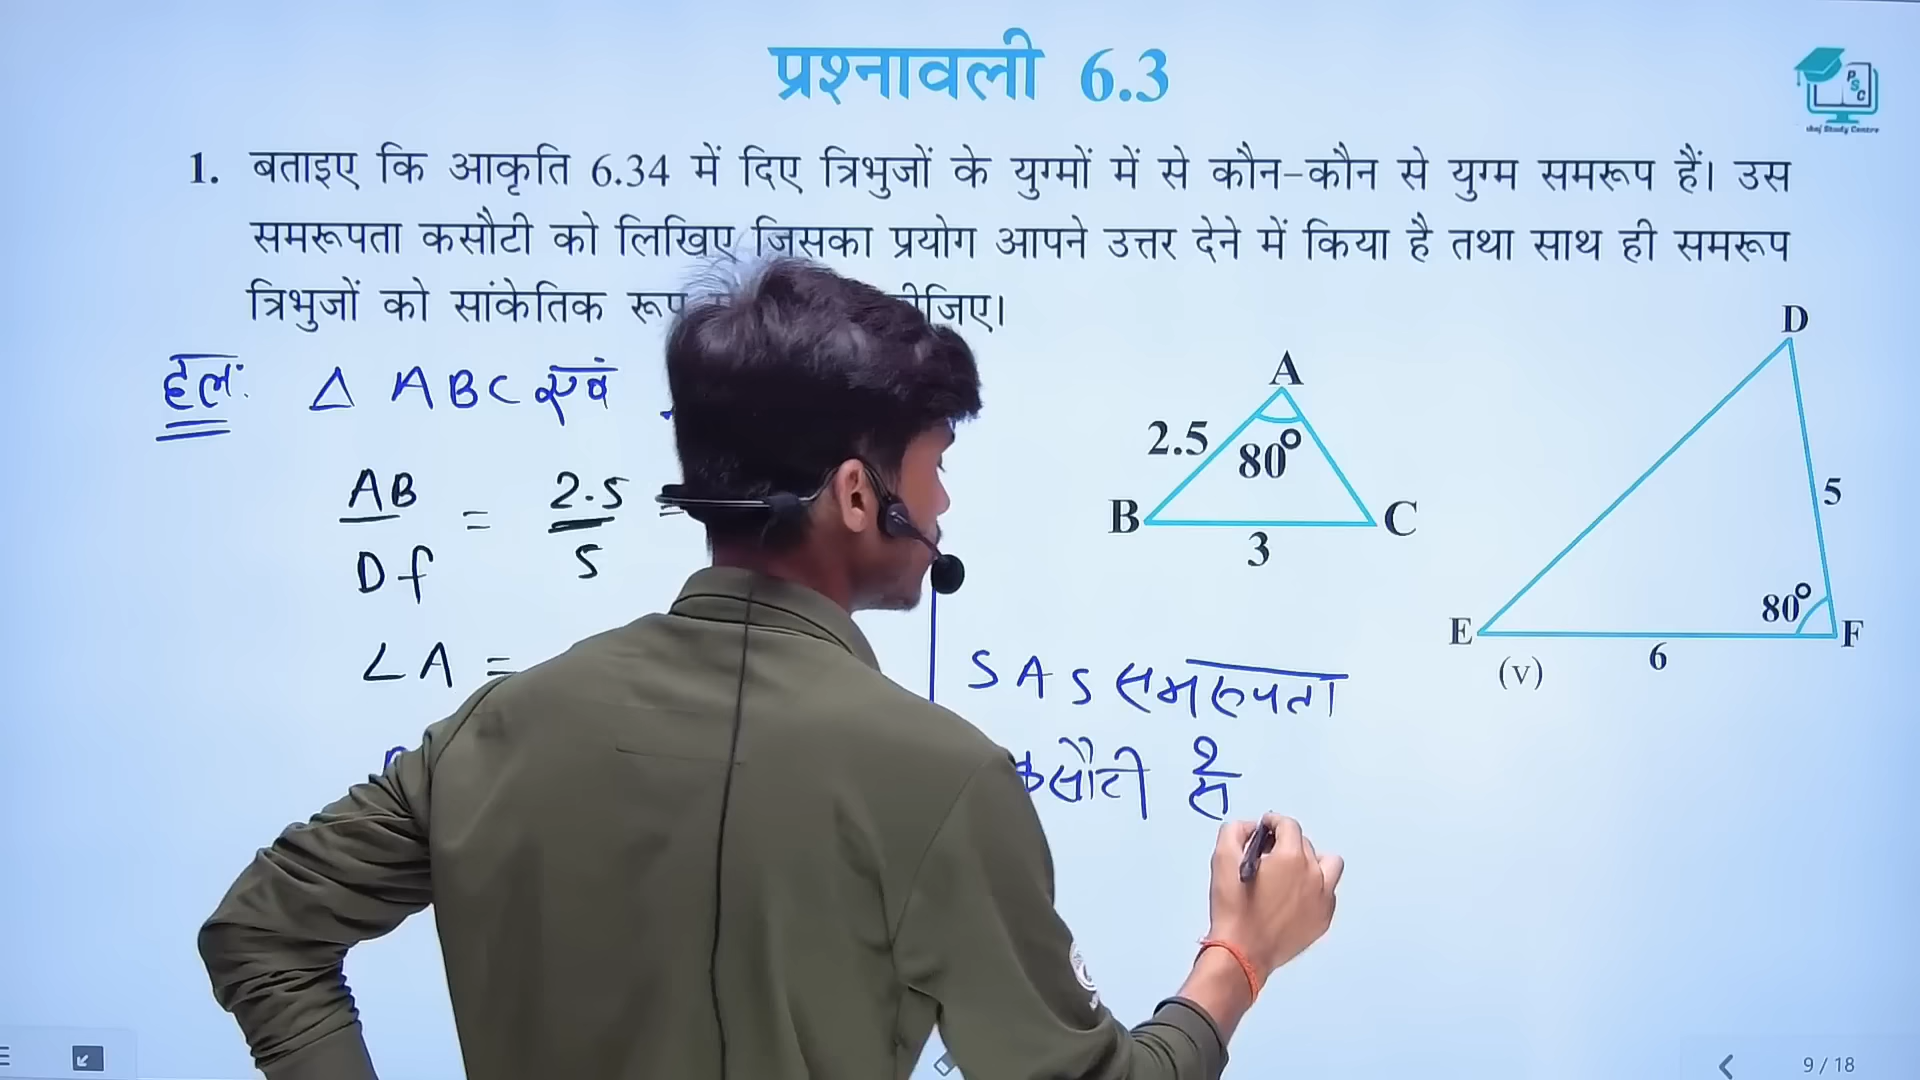 प्रश्नावली 6.3
P
S
C
Study Centre
1. बताइए कि आकृति 6.34 में दिए त्रिभुजों के युग्मों में से कौन-कौन से युग्म समरूप हैं। उस
समरूपता कसौटी को लिखिए जिसका प्रयोग आपने उत्तर देने में किया है तथा साथ ही समरूप
त्रिभुजों को सांकेतिक
हल:
Δ ABC एवं
AB
Df
=
2.5
5
=
∠A =
SAS समरूपता
कसौटी से
A
2.5
80°
B
C
3
D
5
80°
E
F
6
(v)
9 / 18